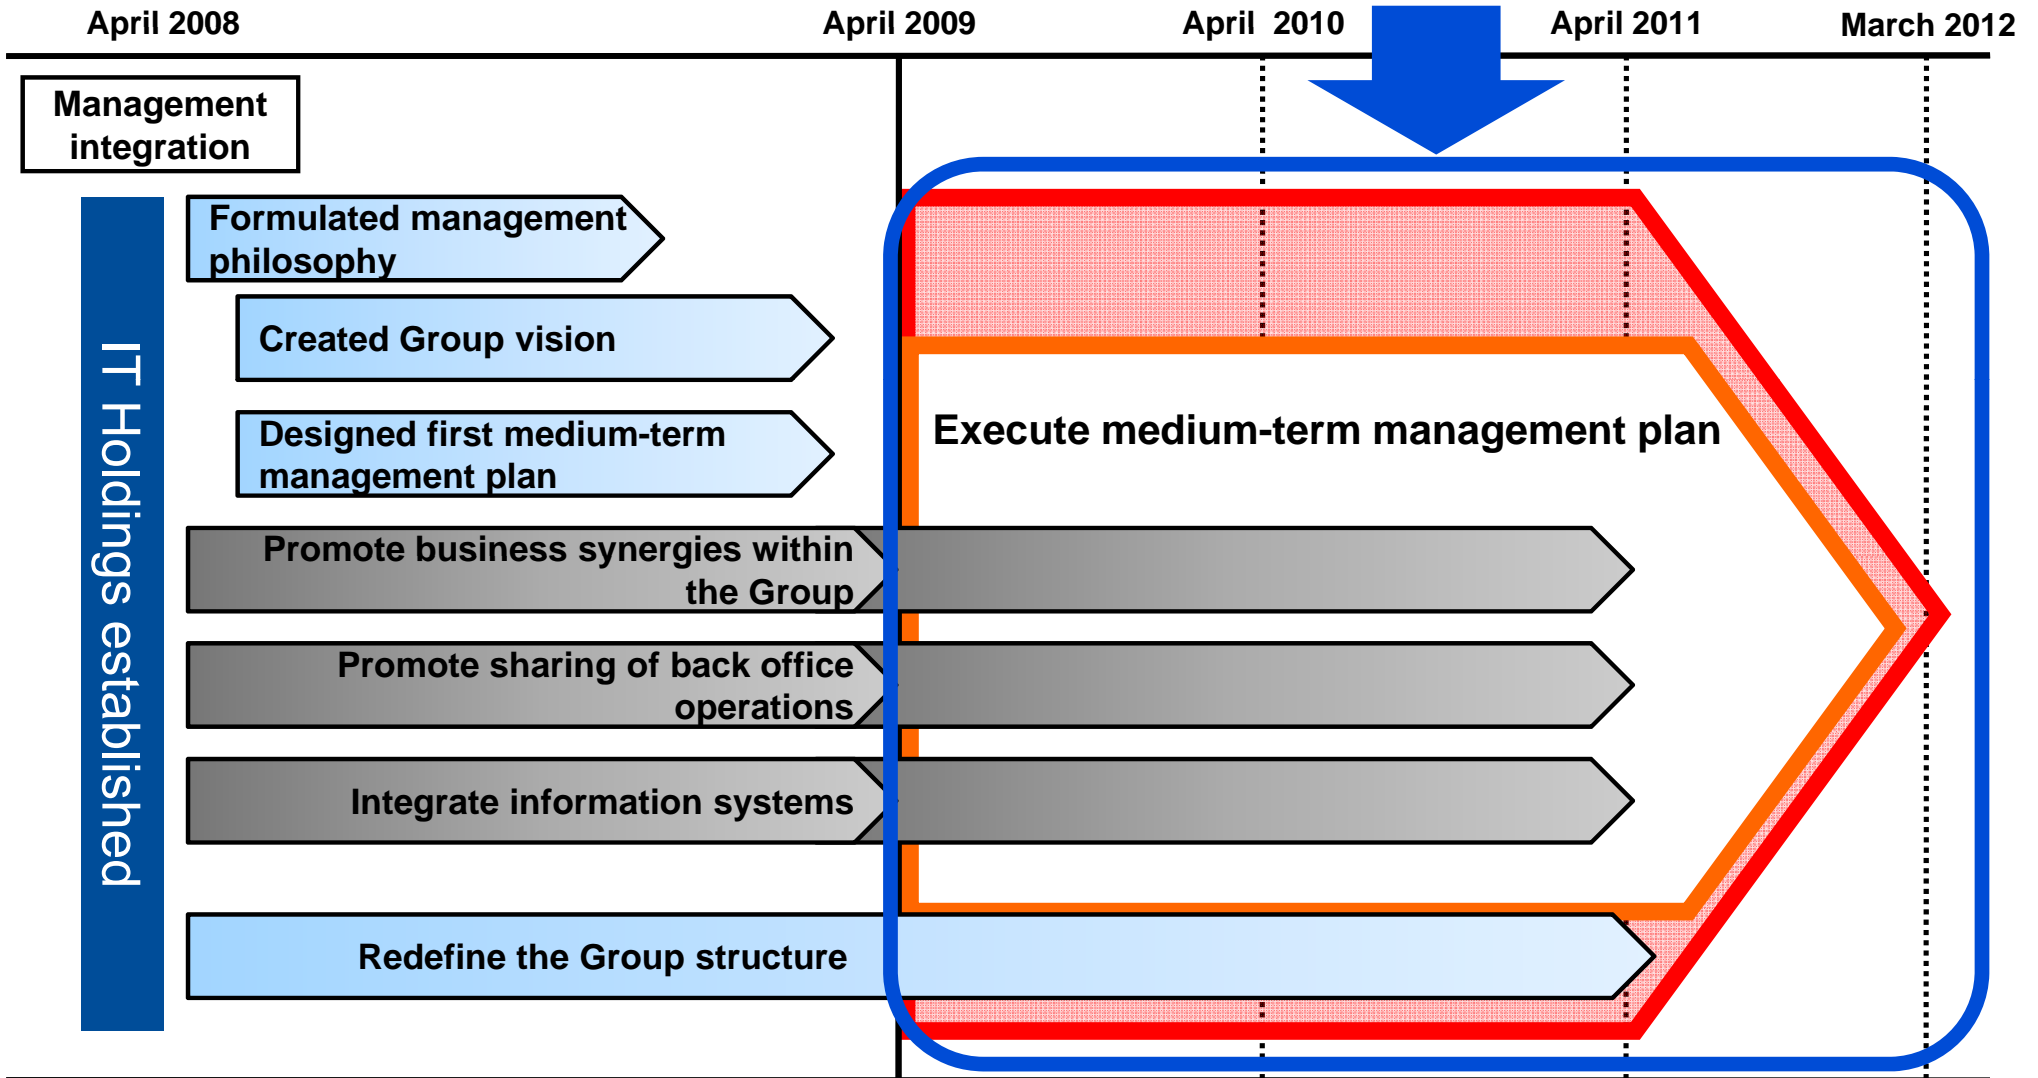 April 2008
April 2009
April 2010
April 2011
March 2012
Management
integration
IT Holdings established
Formulated management
philosophy
Created Group vision
Designed first medium-term
management plan
Execute medium-term management plan
Promote business synergies within
the Group
Promote sharing of back office
operations
Integrate information systems
Redefine the Group structure